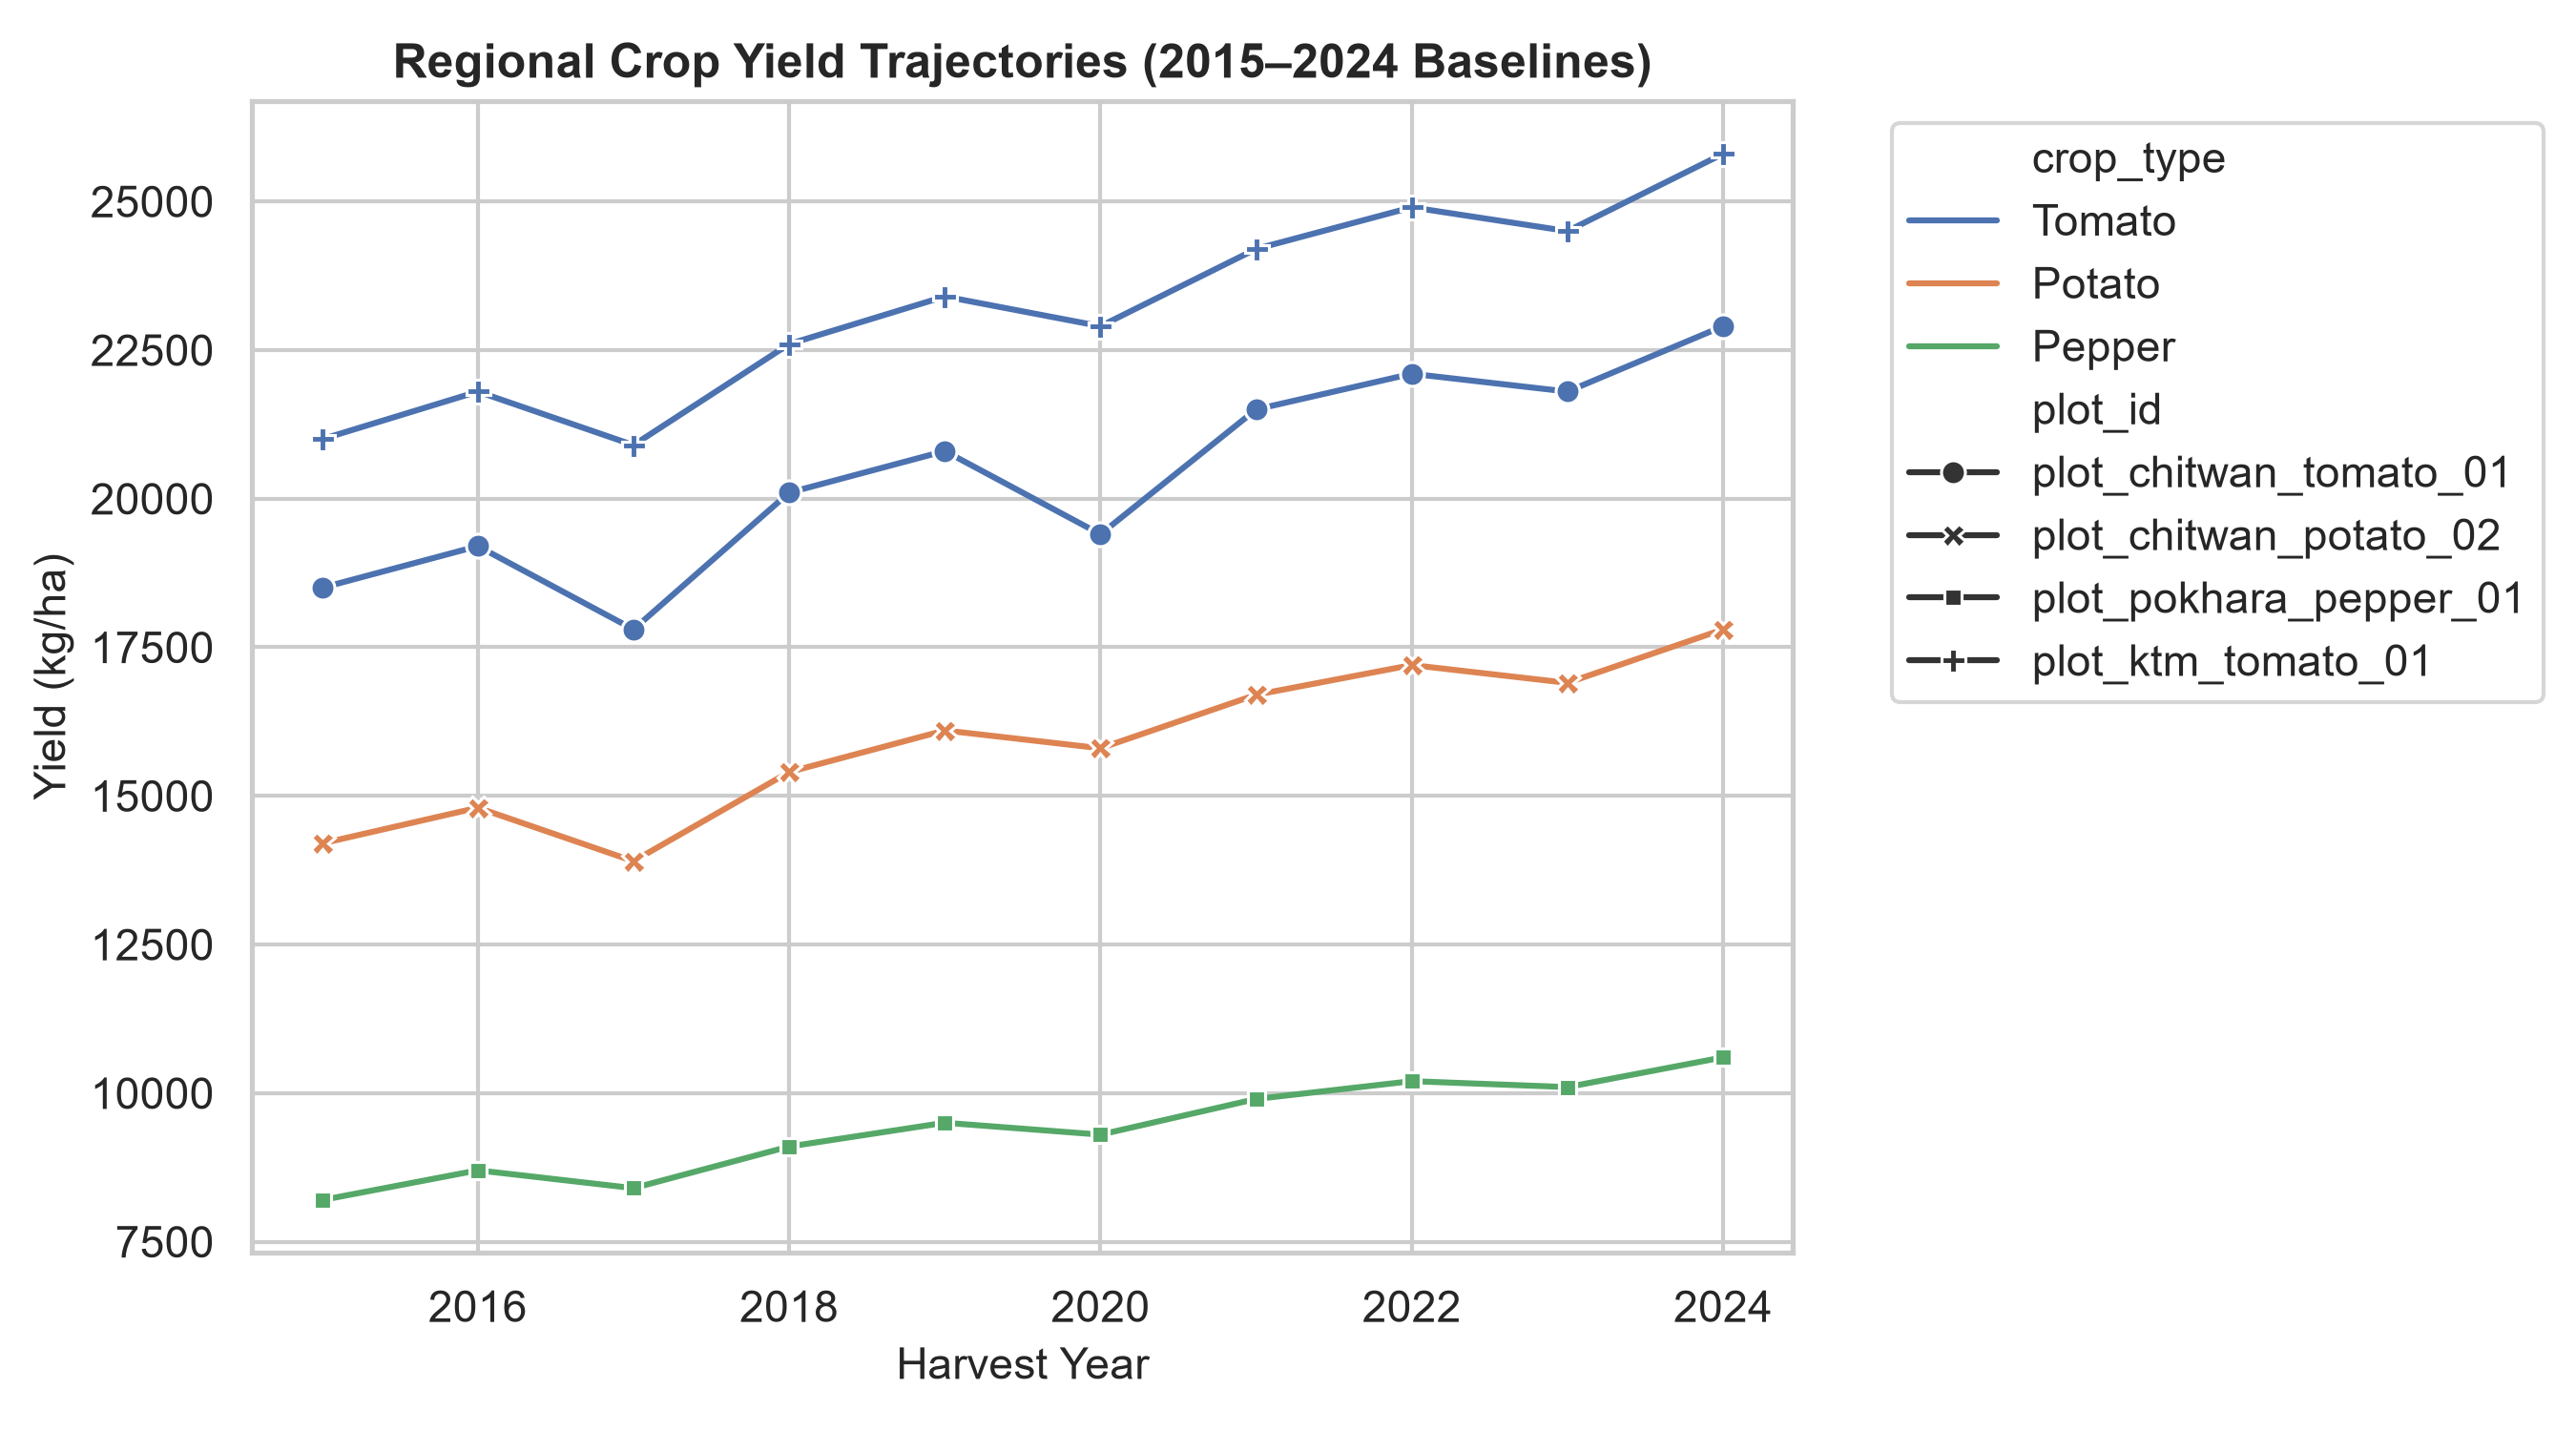 Regional Crop Yield Trajectories (2015–2024 Baselines)
Yield (kg/ha)
25000
22500
20000
17500
15000
12500
10000
7500
2016
2018
2020
2022
2024
Harvest Year
crop_type
Tomato
Potato
Pepper
plot_id
plot_chitwan_tomato_01
plot_chitwan_potato_02
plot_pokhara_pepper_01
plot_ktm_tomato_01